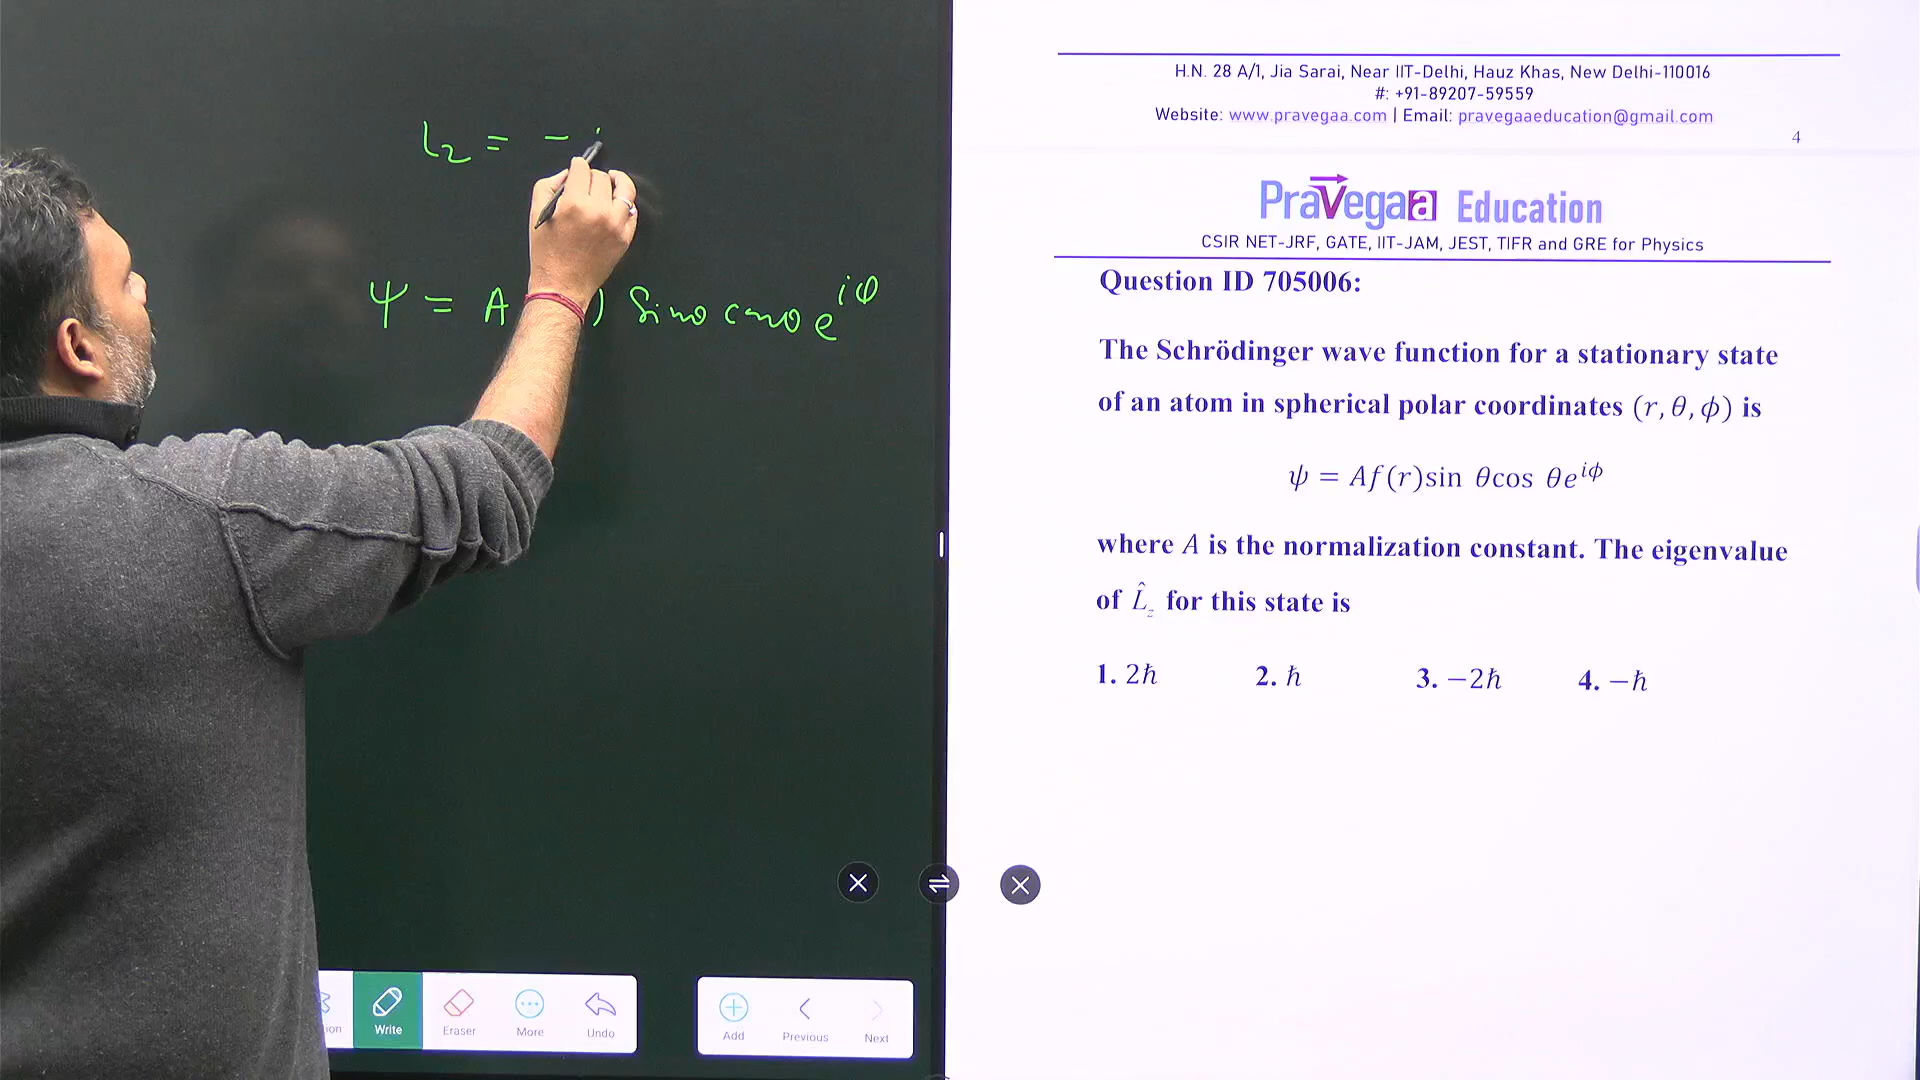 L_z = - i
ψ = A ) Sinθ cosθ e^{iφ}
H.N. 28 A/1, Jia Sarai, Near IIT-Delhi, Hauz Khas, New Delhi-110016
#: +91-89207-59559
Website: www.pravegaa.com | Email: pravegaaeducation@gmail.com
4
Pravegaa Education
CSIR NET-JRF, GATE, IIT-JAM, JEST, TIFR and GRE for Physics
Question ID 705006:
The Schrödinger wave function for a stationary state
of an atom in spherical polar coordinates (r, θ, ϕ) is
ψ = Af(r)sin θcos θe^{iϕ}
where A is the normalization constant. The eigenvalue
of L̂_z for this state is
1. 2ℏ 2. ℏ 3. −2ℏ 4. −ℏ
Write Eraser More Undo Add Previous Next